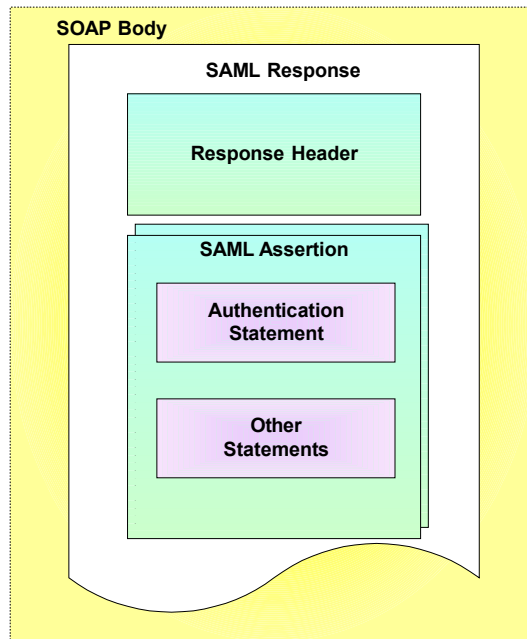 SOAP Body
SAML Response
Response Header
SAML Assertion
Authentication
Statement
Other
Statements